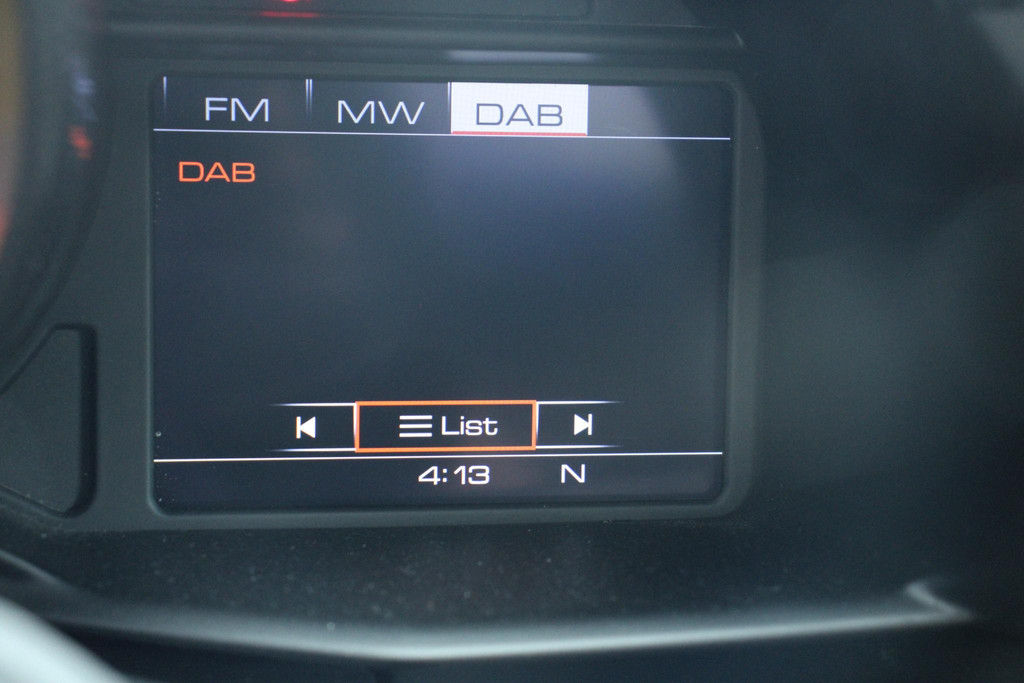 FM MW DAB
DAB
List
4:13 N